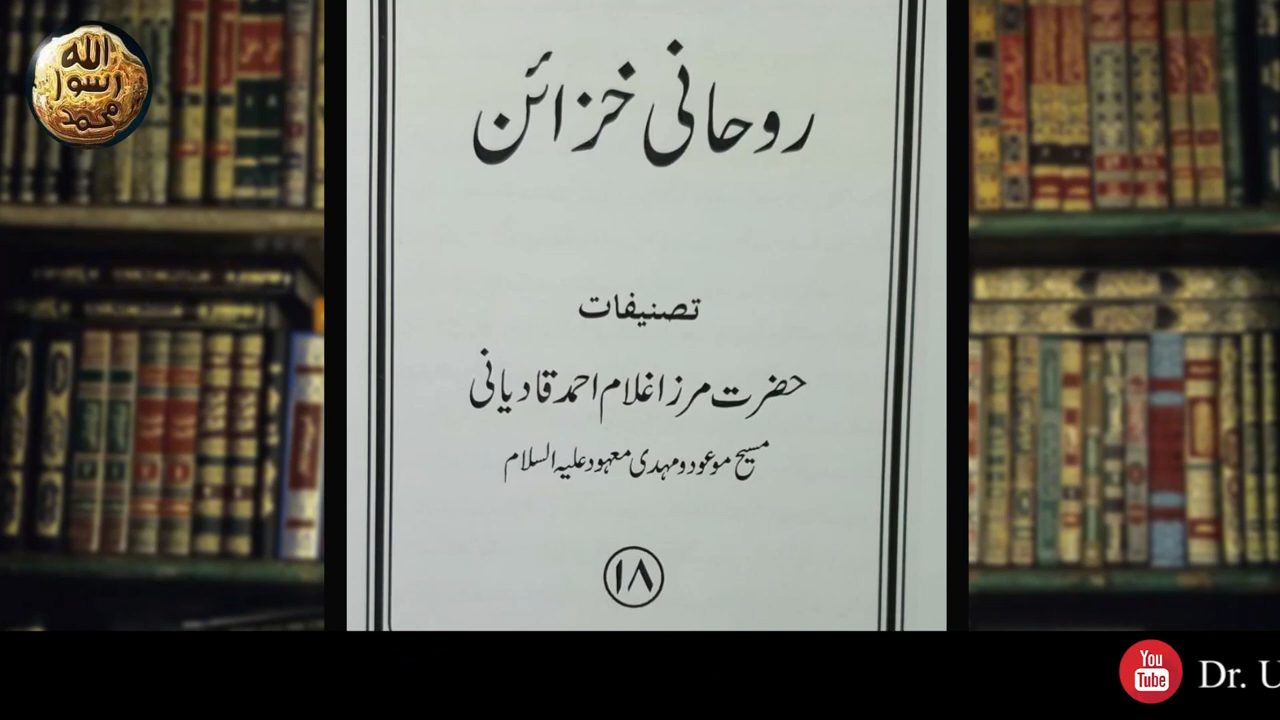 الله
رسول
محمد
روحانی خزائن
تصنیفات
حضرت مرزا غلام احمد قادیانی
مسیح موعود و مہدی معہود علیہ السلام
۱۸
You
Tube
Dr. U